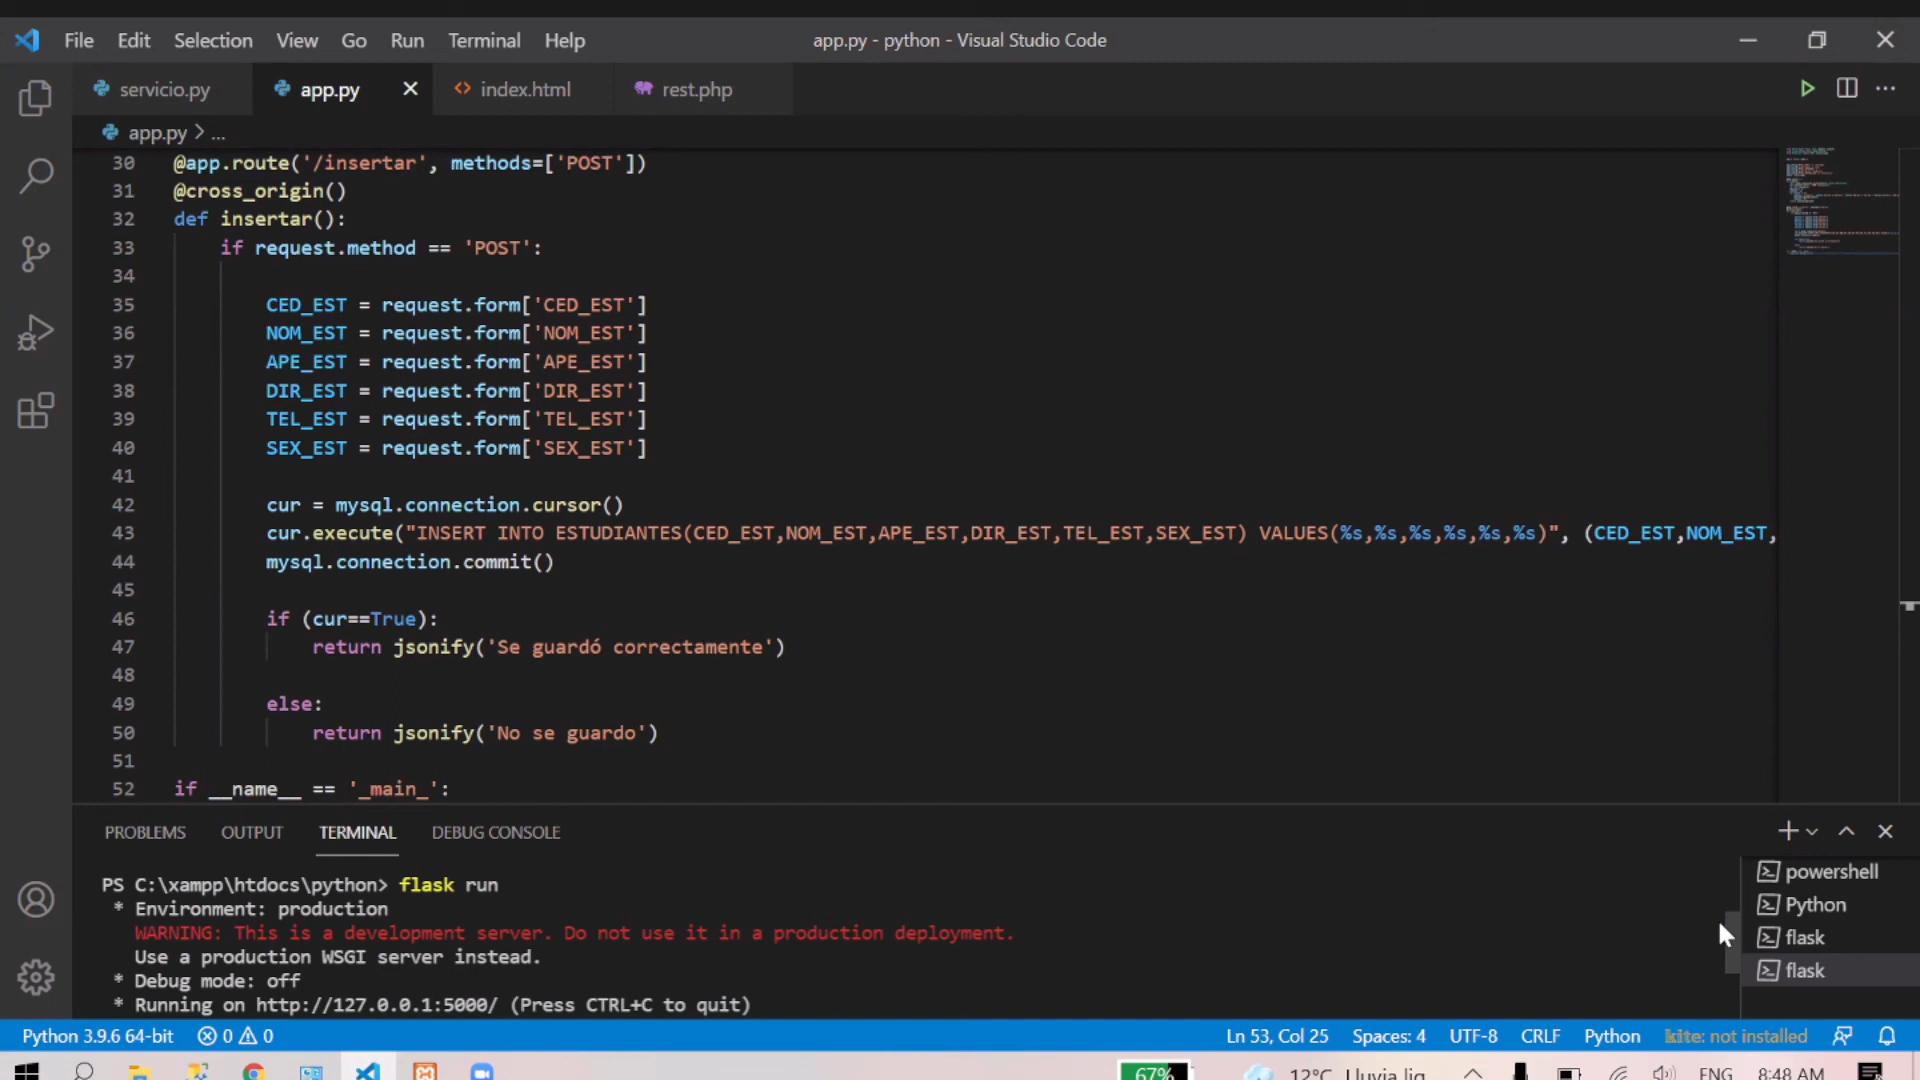 File Edit Selection View Go Run Terminal Help
app.py - python - Visual Studio Code
servicio.py app.py index.html rest.php
app.py > ...
30 @app.route('/insertar', methods=['POST'])
31 @cross_origin()
32 def insertar():
33 if request.method == 'POST':
34
35 CED_EST = request.form['CED_EST']
36 NOM_EST = request.form['NOM_EST']
37 APE_EST = request.form['APE_EST']
38 DIR_EST = request.form['DIR_EST']
39 TEL_EST = request.form['TEL_EST']
40 SEX_EST = request.form['SEX_EST']
41
42 cur = mysql.connection.cursor()
43 cur.execute("INSERT INTO ESTUDIANTES(CED_EST,NOM_EST,APE_EST,DIR_EST,TEL_EST,SEX_EST) VALUES(%s,%s,%s,%s,%s,%s)", (CED_EST,NOM_EST,
44 mysql.connection.commit()
45
46 if (cur==True):
47 return jsonify('Se guardó correctamente')
48
49 else:
50 return jsonify('No se guardo')
51
52 if __name__ == '_main_':
PROBLEMS OUTPUT TERMINAL DEBUG CONSOLE
PS C:\xampp\htdocs\python> flask run
* Environment: production
WARNING: This is a development server. Do not use it in a production deployment.
Use a production WSGI server instead.
* Debug mode: off
* Running on http://127.0.0.1:5000/ (Press CTRL+C to quit)
powershell
Python
flask
flask
Python 3.9.6 64-bit 0 0 Ln 53, Col 25 Spaces: 4 UTF-8 CRLF Python kite: not installed
67% 12°C Lluvia lig. ENG 8:48 AM